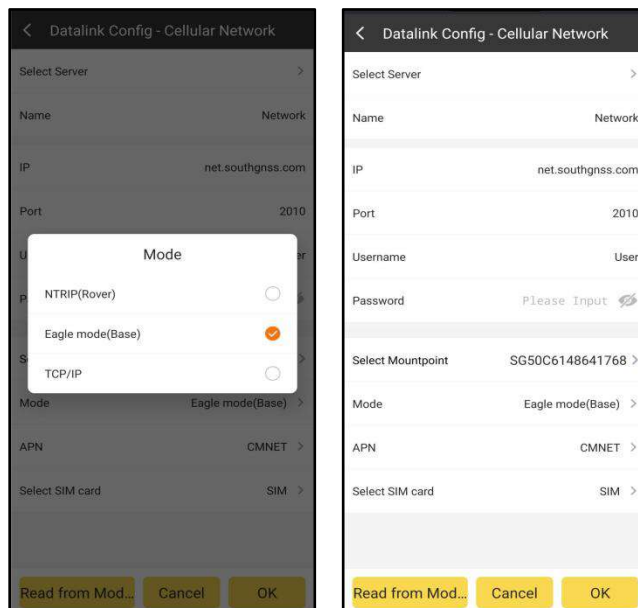 Datalink Config - Cellular Network
Select Server
Name Network
IP net.southgnss.com
Port 2010
Mode
NTRIP(Rover)
Eagle mode(Base)
TCP/IP
Mode Eagle mode(Base)
APN CMNET
Select SIM card SIM
Read from Mod... Cancel OK
Datalink Config - Cellular Network
Select Server
Name Network
IP net.southgnss.com
Port 2010
Username User
Password Please Input
Select Mountpoint SG50C6148641768
Mode Eagle mode(Base)
APN CMNET
Select SIM card SIM
Read from Mod... Cancel OK